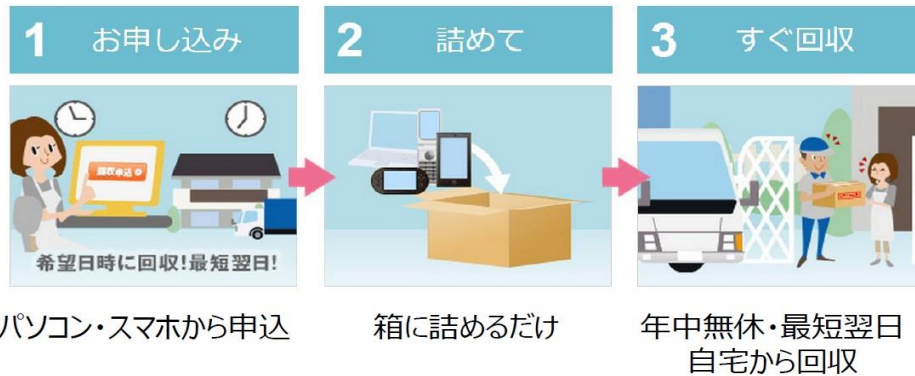 1 お申し込み
2 詰めて
3 すぐ回収
回収申込
希望日時に回収!最短翌日!
パソコン・スマホから申込
箱に詰めるだけ
年中無休・最短翌日
自宅から回収